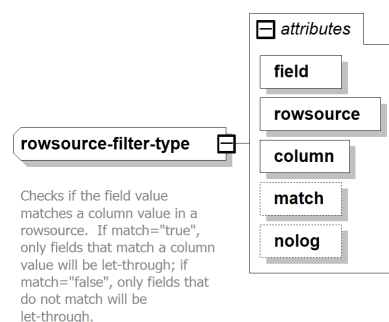 attributes
field
rowsource
rowsource-filter-type
column
match
nolog
Checks if the field value
matches a column value in a
rowsource.  If match="true",
only fields that match a column
value will be let-through; if
match="false", only fields that
do not match will be
let-through.